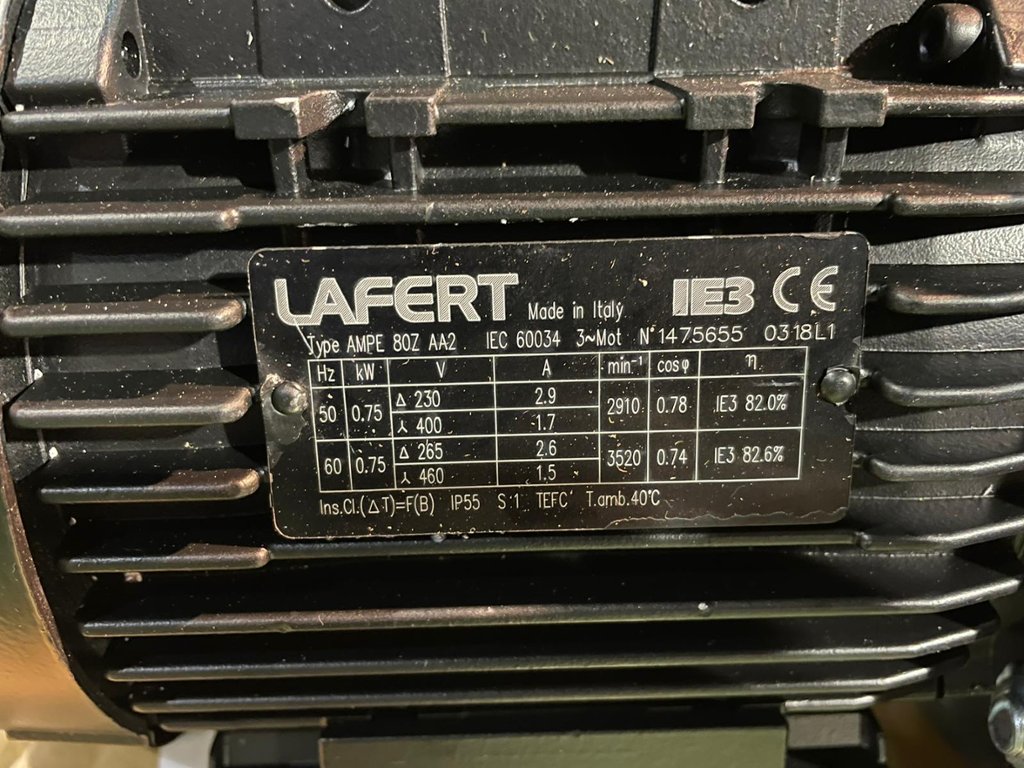 LAFERT Made in Italy IE3 CE
Type AMPE 80Z AA2 IEC 60034 3~Mot N° 1475655 0318L1
Hz kW V A min⁻¹ cosφ η
50 0.75 Δ 230 2.9 2910 0.78 IE3 82.0%
⅄ 400 1.7
60 0.75 Δ 265 2.6 3520 0.74 IE3 82.6%
⅄ 460 1.5
Ins.Cl.(ΔT)=F(B) IP55 S 1 TEFC T.amb.40°C